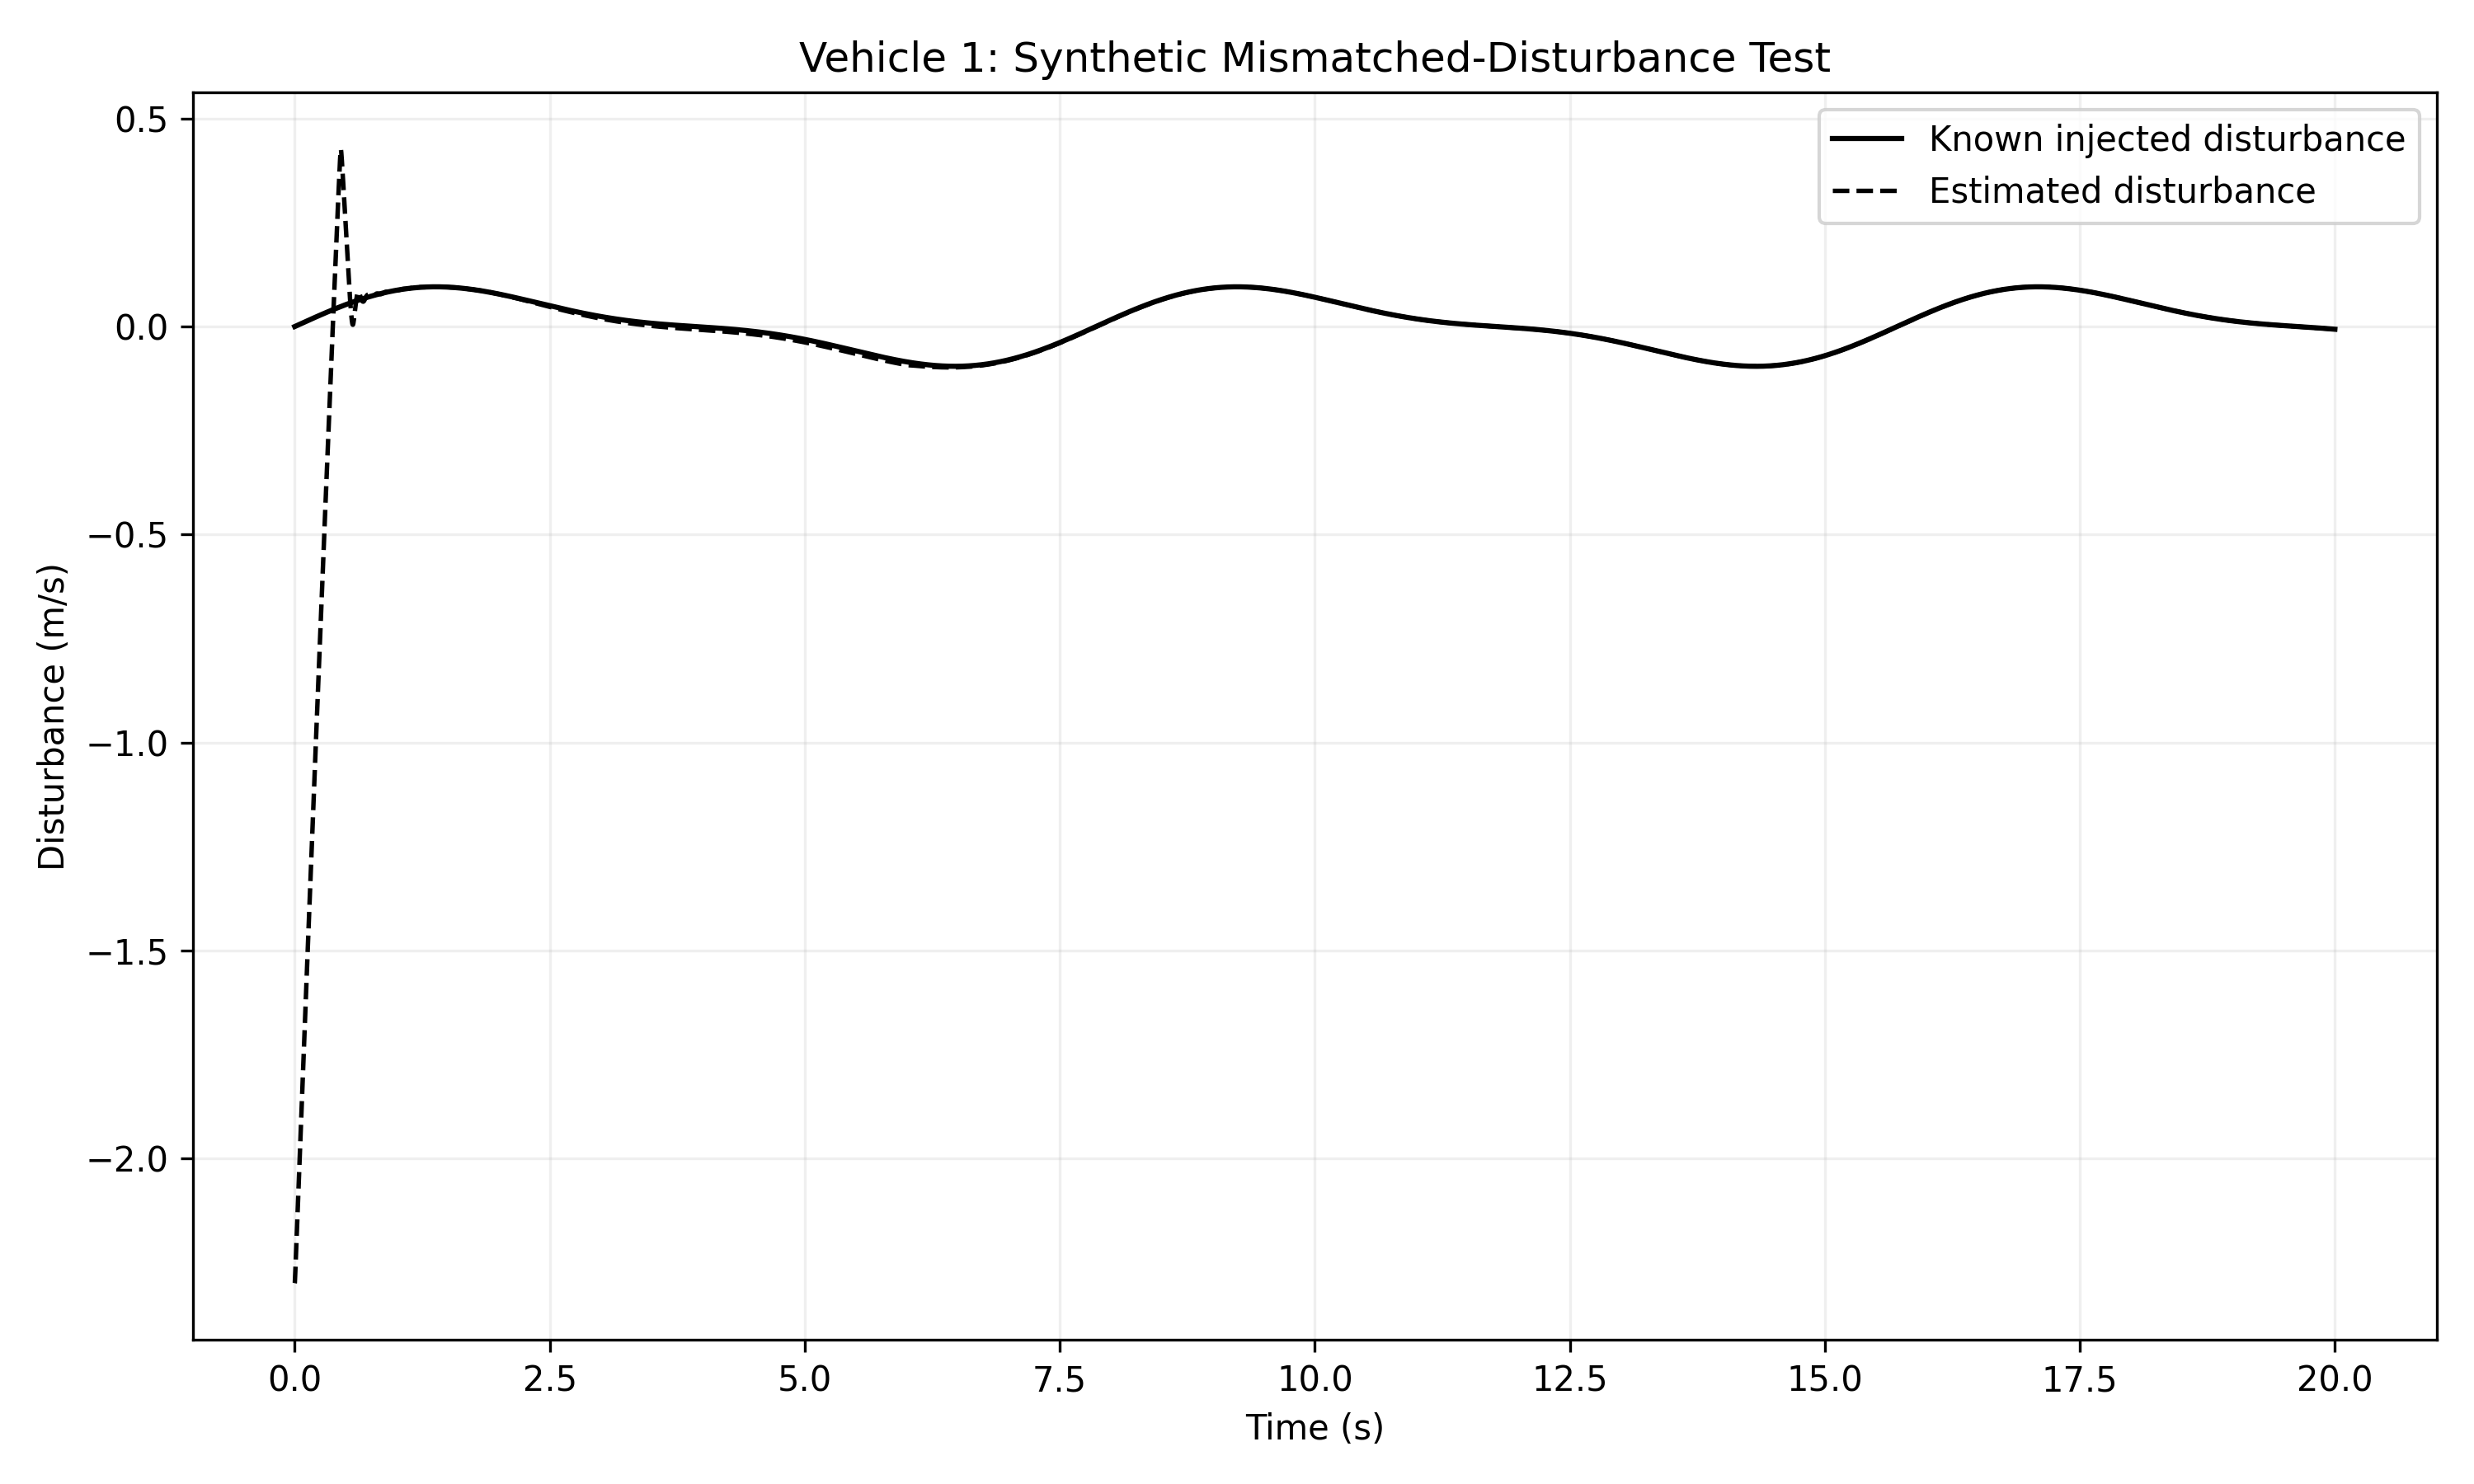 Vehicle 1: Synthetic Mismatched-Disturbance Test
Known injected disturbance
Estimated disturbance
Disturbance (m/s)
0.5
0.0
−0.5
−1.0
−1.5
−2.0
0.0 2.5 5.0 7.5 10.0 12.5 15.0 17.5 20.0
Time (s)